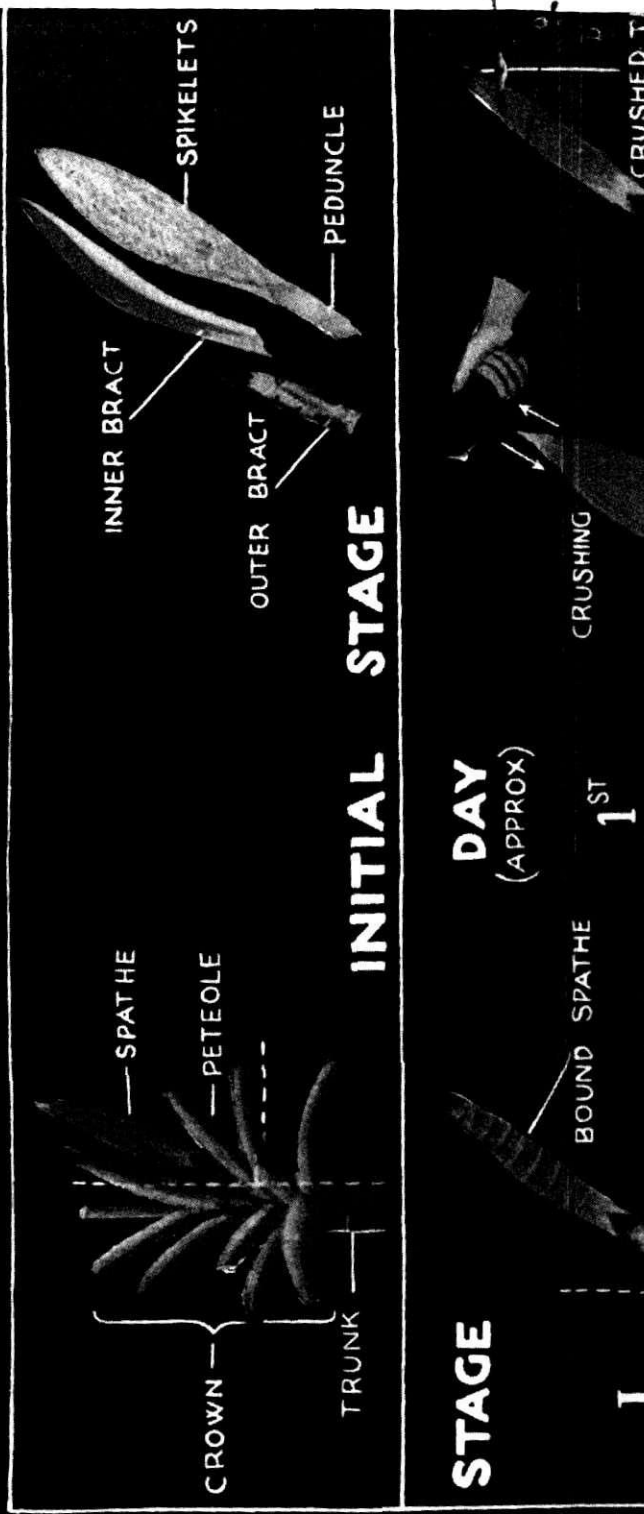 CROWN
TRUNK
SPATHE
PETEOLE
INNER BRACT
OUTER BRACT
SPIKELETS
PEDUNCLE
INITIAL STAGE
STAGE
DAY
(APPROX)
I
1ST
BOUND SPATHE
CRUSHING
CRUSHED T